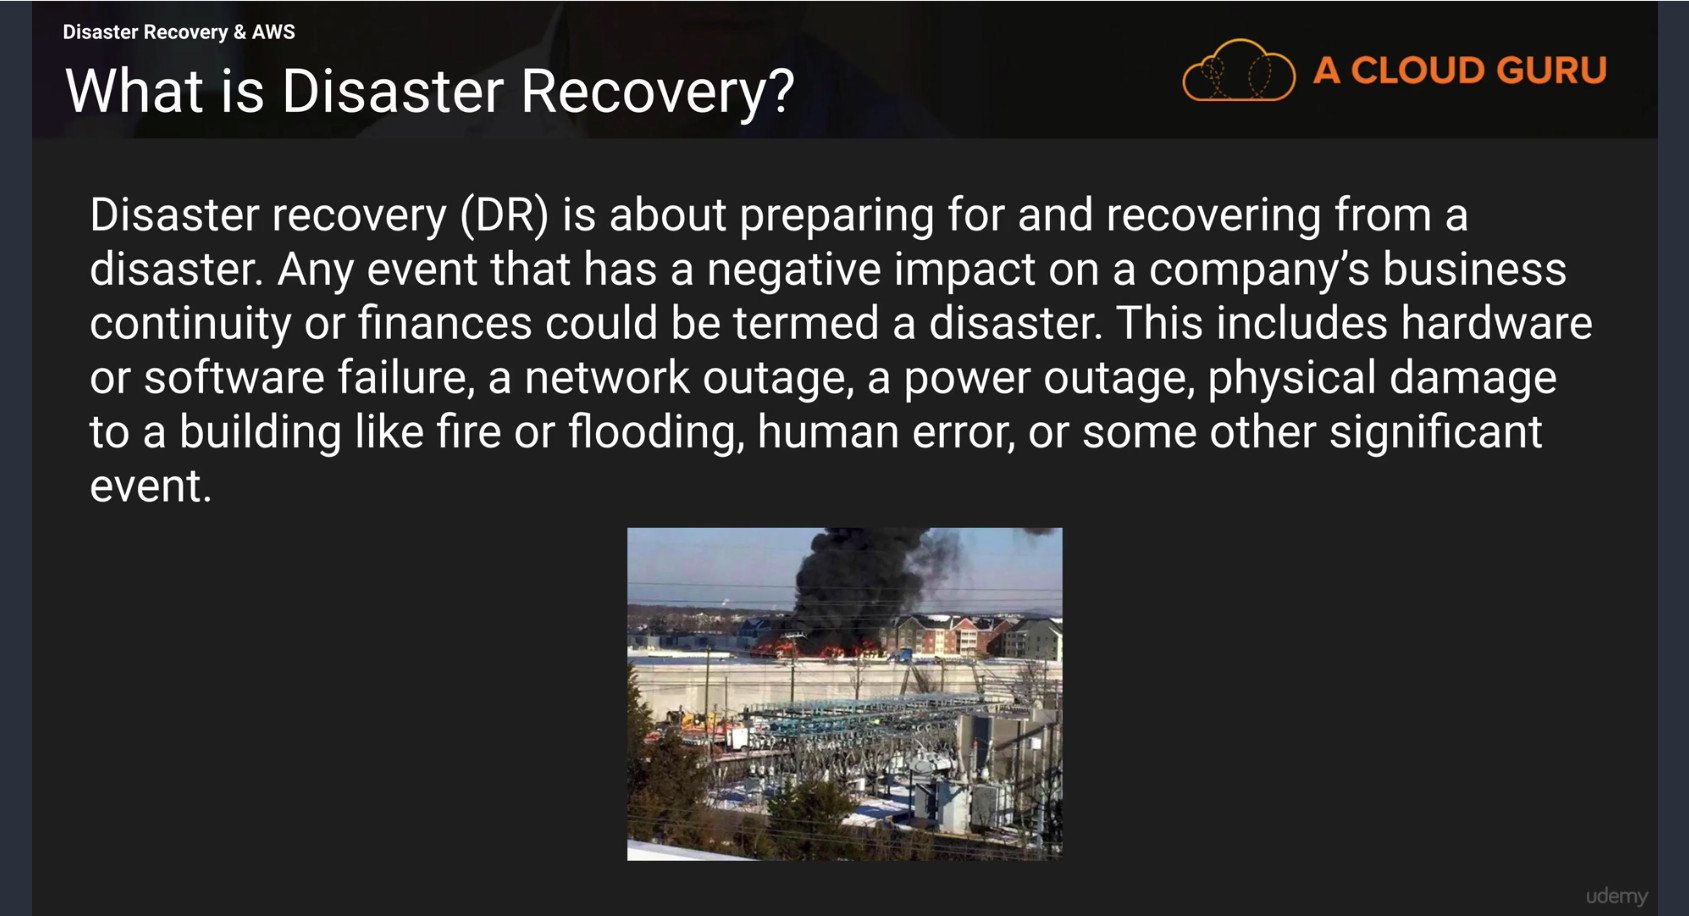 Disaster Recovery & AWS
What is Disaster Recovery?
A CLOUD GURU
Disaster recovery (DR) is about preparing for and recovering from a
disaster. Any event that has a negative impact on a company’s business
continuity or finances could be termed a disaster. This includes hardware
or software failure, a network outage, a power outage, physical damage
to a building like fire or flooding, human error, or some other significant
event.
udemy